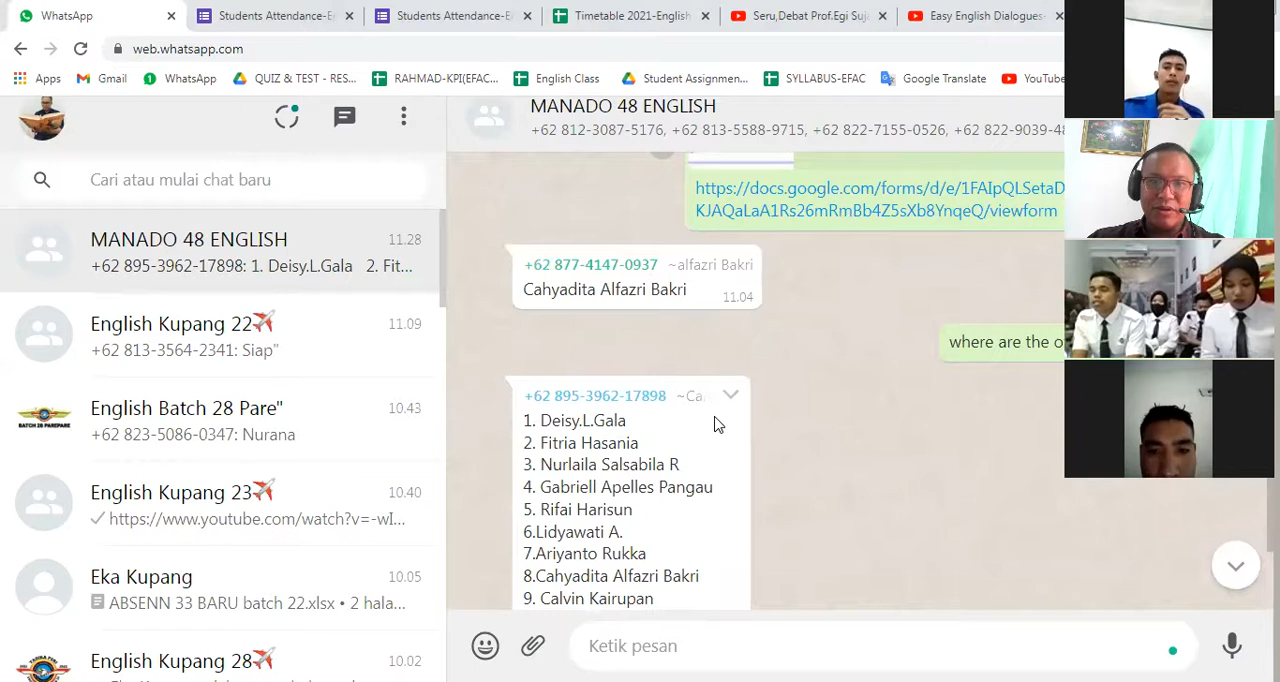 WhatsApp
Students Attendance-E
Students Attendance-E
Timetable 2021-English
Seru,Debat Prof.Egi Suj
Easy English Dialogues-
web.whatsapp.com
Apps
Gmail
WhatsApp
QUIZ & TEST - RES...
RAHMAD-KPI(EFAC...
English Class
Student Assignmen...
SYLLABUS-EFAC
Google Translate
YouTube
MANADO 48 ENGLISH
+62 812-3087-5176, +62 813-5588-9715, +62 822-7155-0526, +62 822-9039-48
Cari atau mulai chat baru
MANADO 48 ENGLISH
11.28
+62 895-3962-17898: 1. Deisy.L.Gala 2. Fit...
English Kupang 22
11.09
+62 813-3564-2341: Siap"
English Batch 28 Pare"
10.43
+62 823-5086-0347: Nurana
English Kupang 23
10.40
https://www.youtube.com/watch?v=-wI...
Eka Kupang
10.05
ABSENN 33 BARU batch 22.xlsx • 2 hala...
English Kupang 28
10.02
https://docs.google.com/forms/d/e/1FAIpQLSetaD
KJAQaLaA1Rs26mRmBb4Z5sXb8YnqeQ/viewform
+62 877-4147-0937 ~alfazri Bakri
Cahyadita Alfazri Bakri
11.04
where are the o
+62 895-3962-17898 ~Ca
1. Deisy.L.Gala
2. Fitria Hasania
3. Nurlaila Salsabila R
4. Gabriell Apelles Pangau
5. Rifai Harisun
6.Lidyawati A.
7.Ariyanto Rukka
8.Cahyadita Alfazri Bakri
9. Calvin Kairupan
Ketik pesan